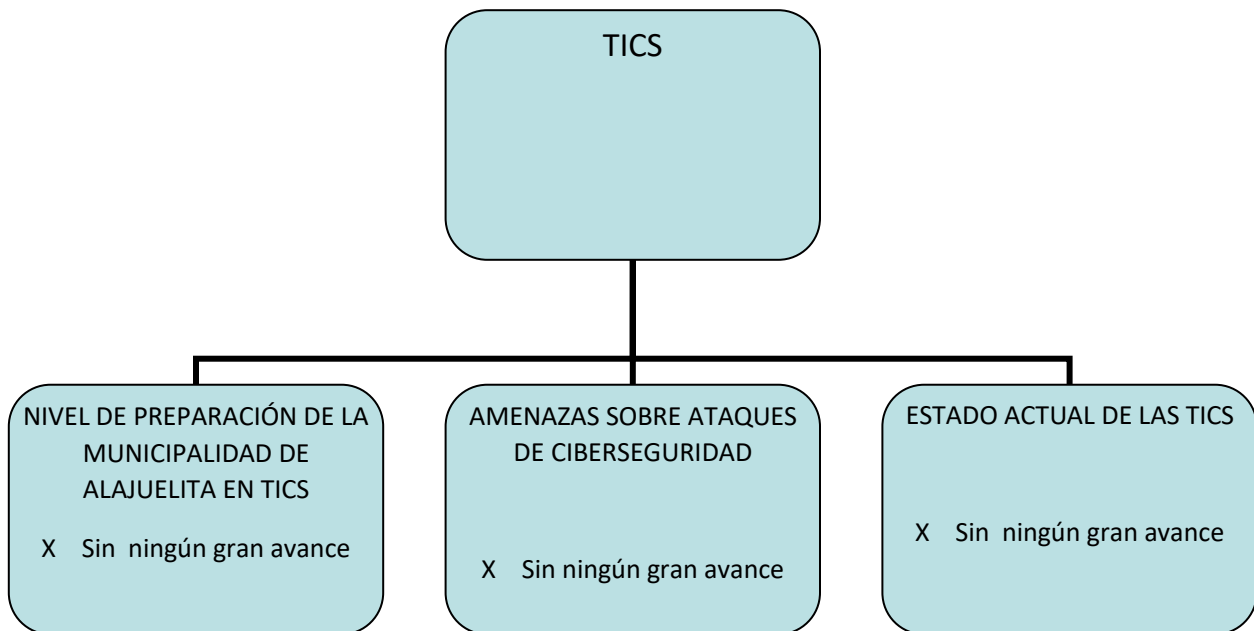 TICS
NIVEL DE PREPARACIÓN DE LA
MUNICIPALIDAD DE
ALAJUELITA EN TICS
X Sin ningún gran avance
AMENAZAS SOBRE ATAQUES
DE CIBERSEGURIDAD
X Sin ningún gran avance
ESTADO ACTUAL DE LAS TICS
X Sin ningún gran avance